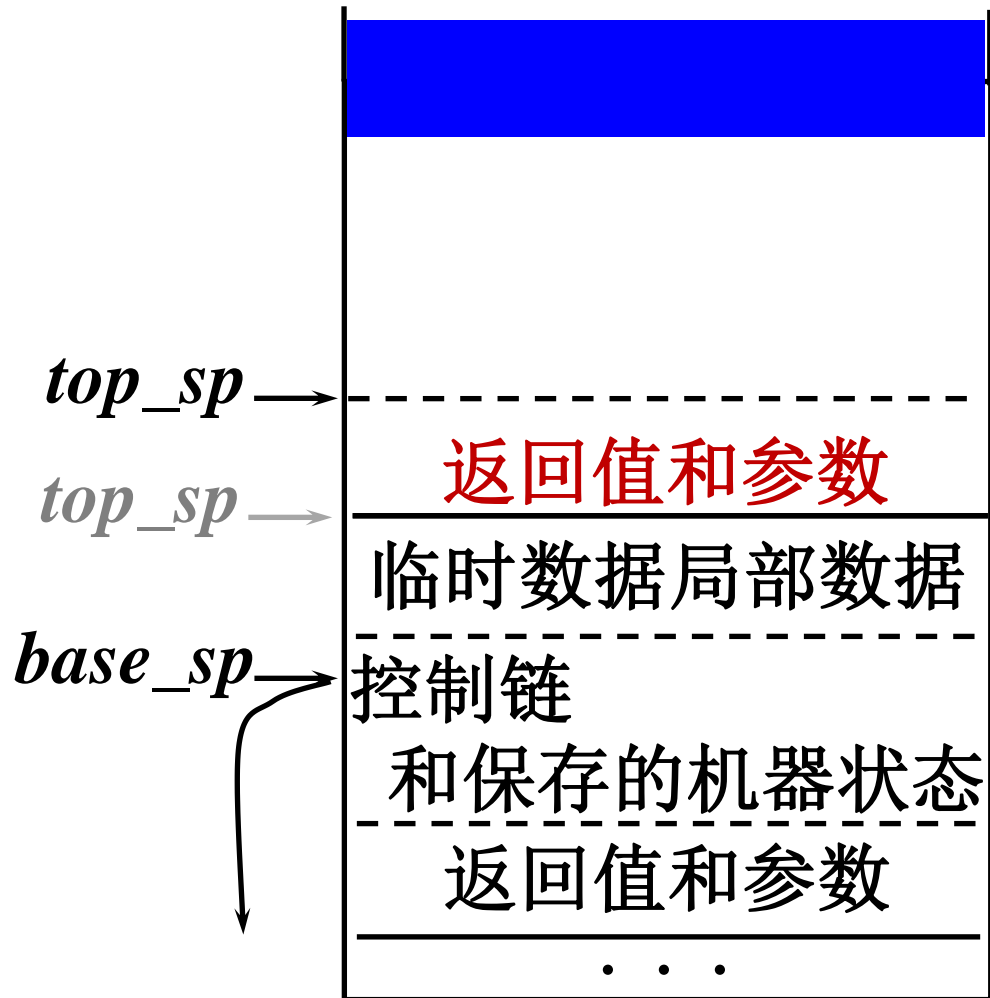 top_sp
返回值和参数
top_sp
临时数据局部数据
base_sp
控制链
和保存的机器状态
返回值和参数
. . .